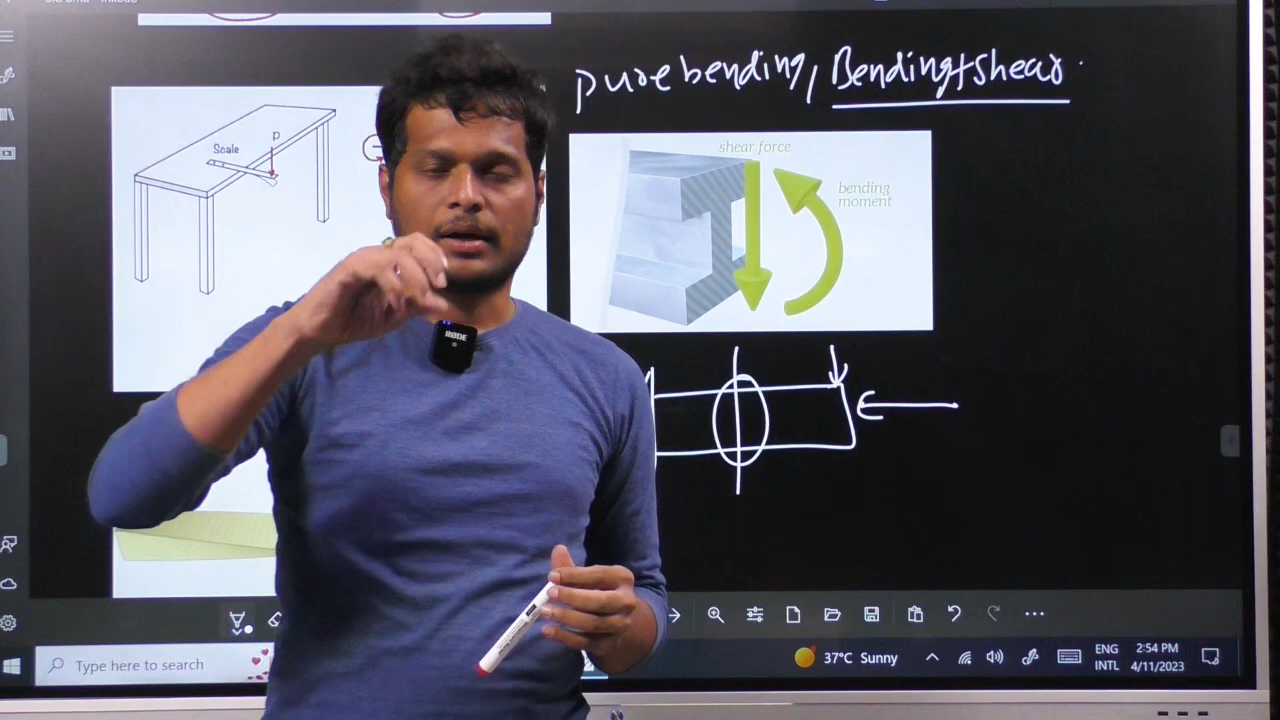 pure bending, Bending+shear
Scale
P
shear force
bending
moment
RØDE
Type here to search
37°C Sunny
ENG
INTL
2:54 PM
4/11/2023